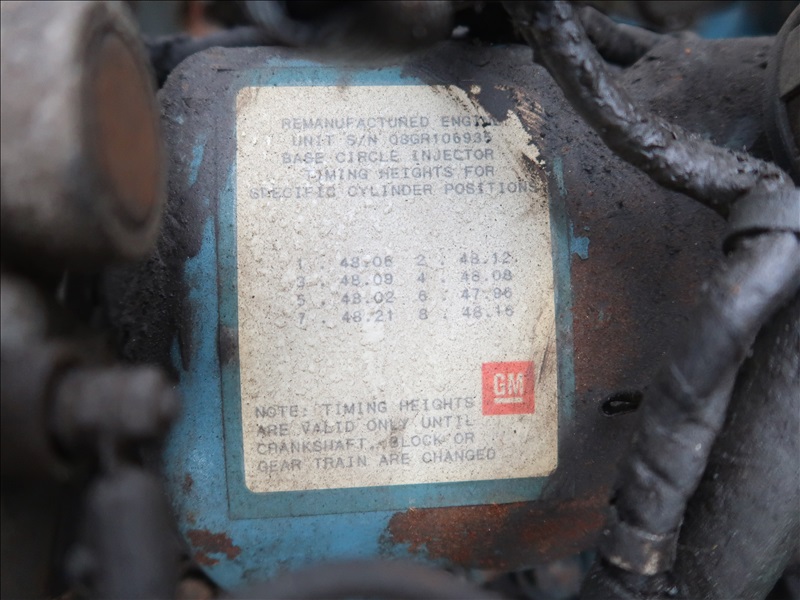 REMANUFACTURED ENGI
UNIT S/N 08GR106935
BASE CIRCLE INJECTOR
TIMING HEIGHTS FOR
SPECIFIC CYLINDER POSITIONS
1 . 48.06 2 . 48.12
3 . 48.09 4 . 48.08
5 . 48.02 6 . 47.96
7 . 48.21 8 . 48.16
GM
NOTE: TIMING HEIGHTS
ARE VALID ONLY UNTIL
CRANKSHAFT, BLOCK OR
GEAR TRAIN ARE CHANGED